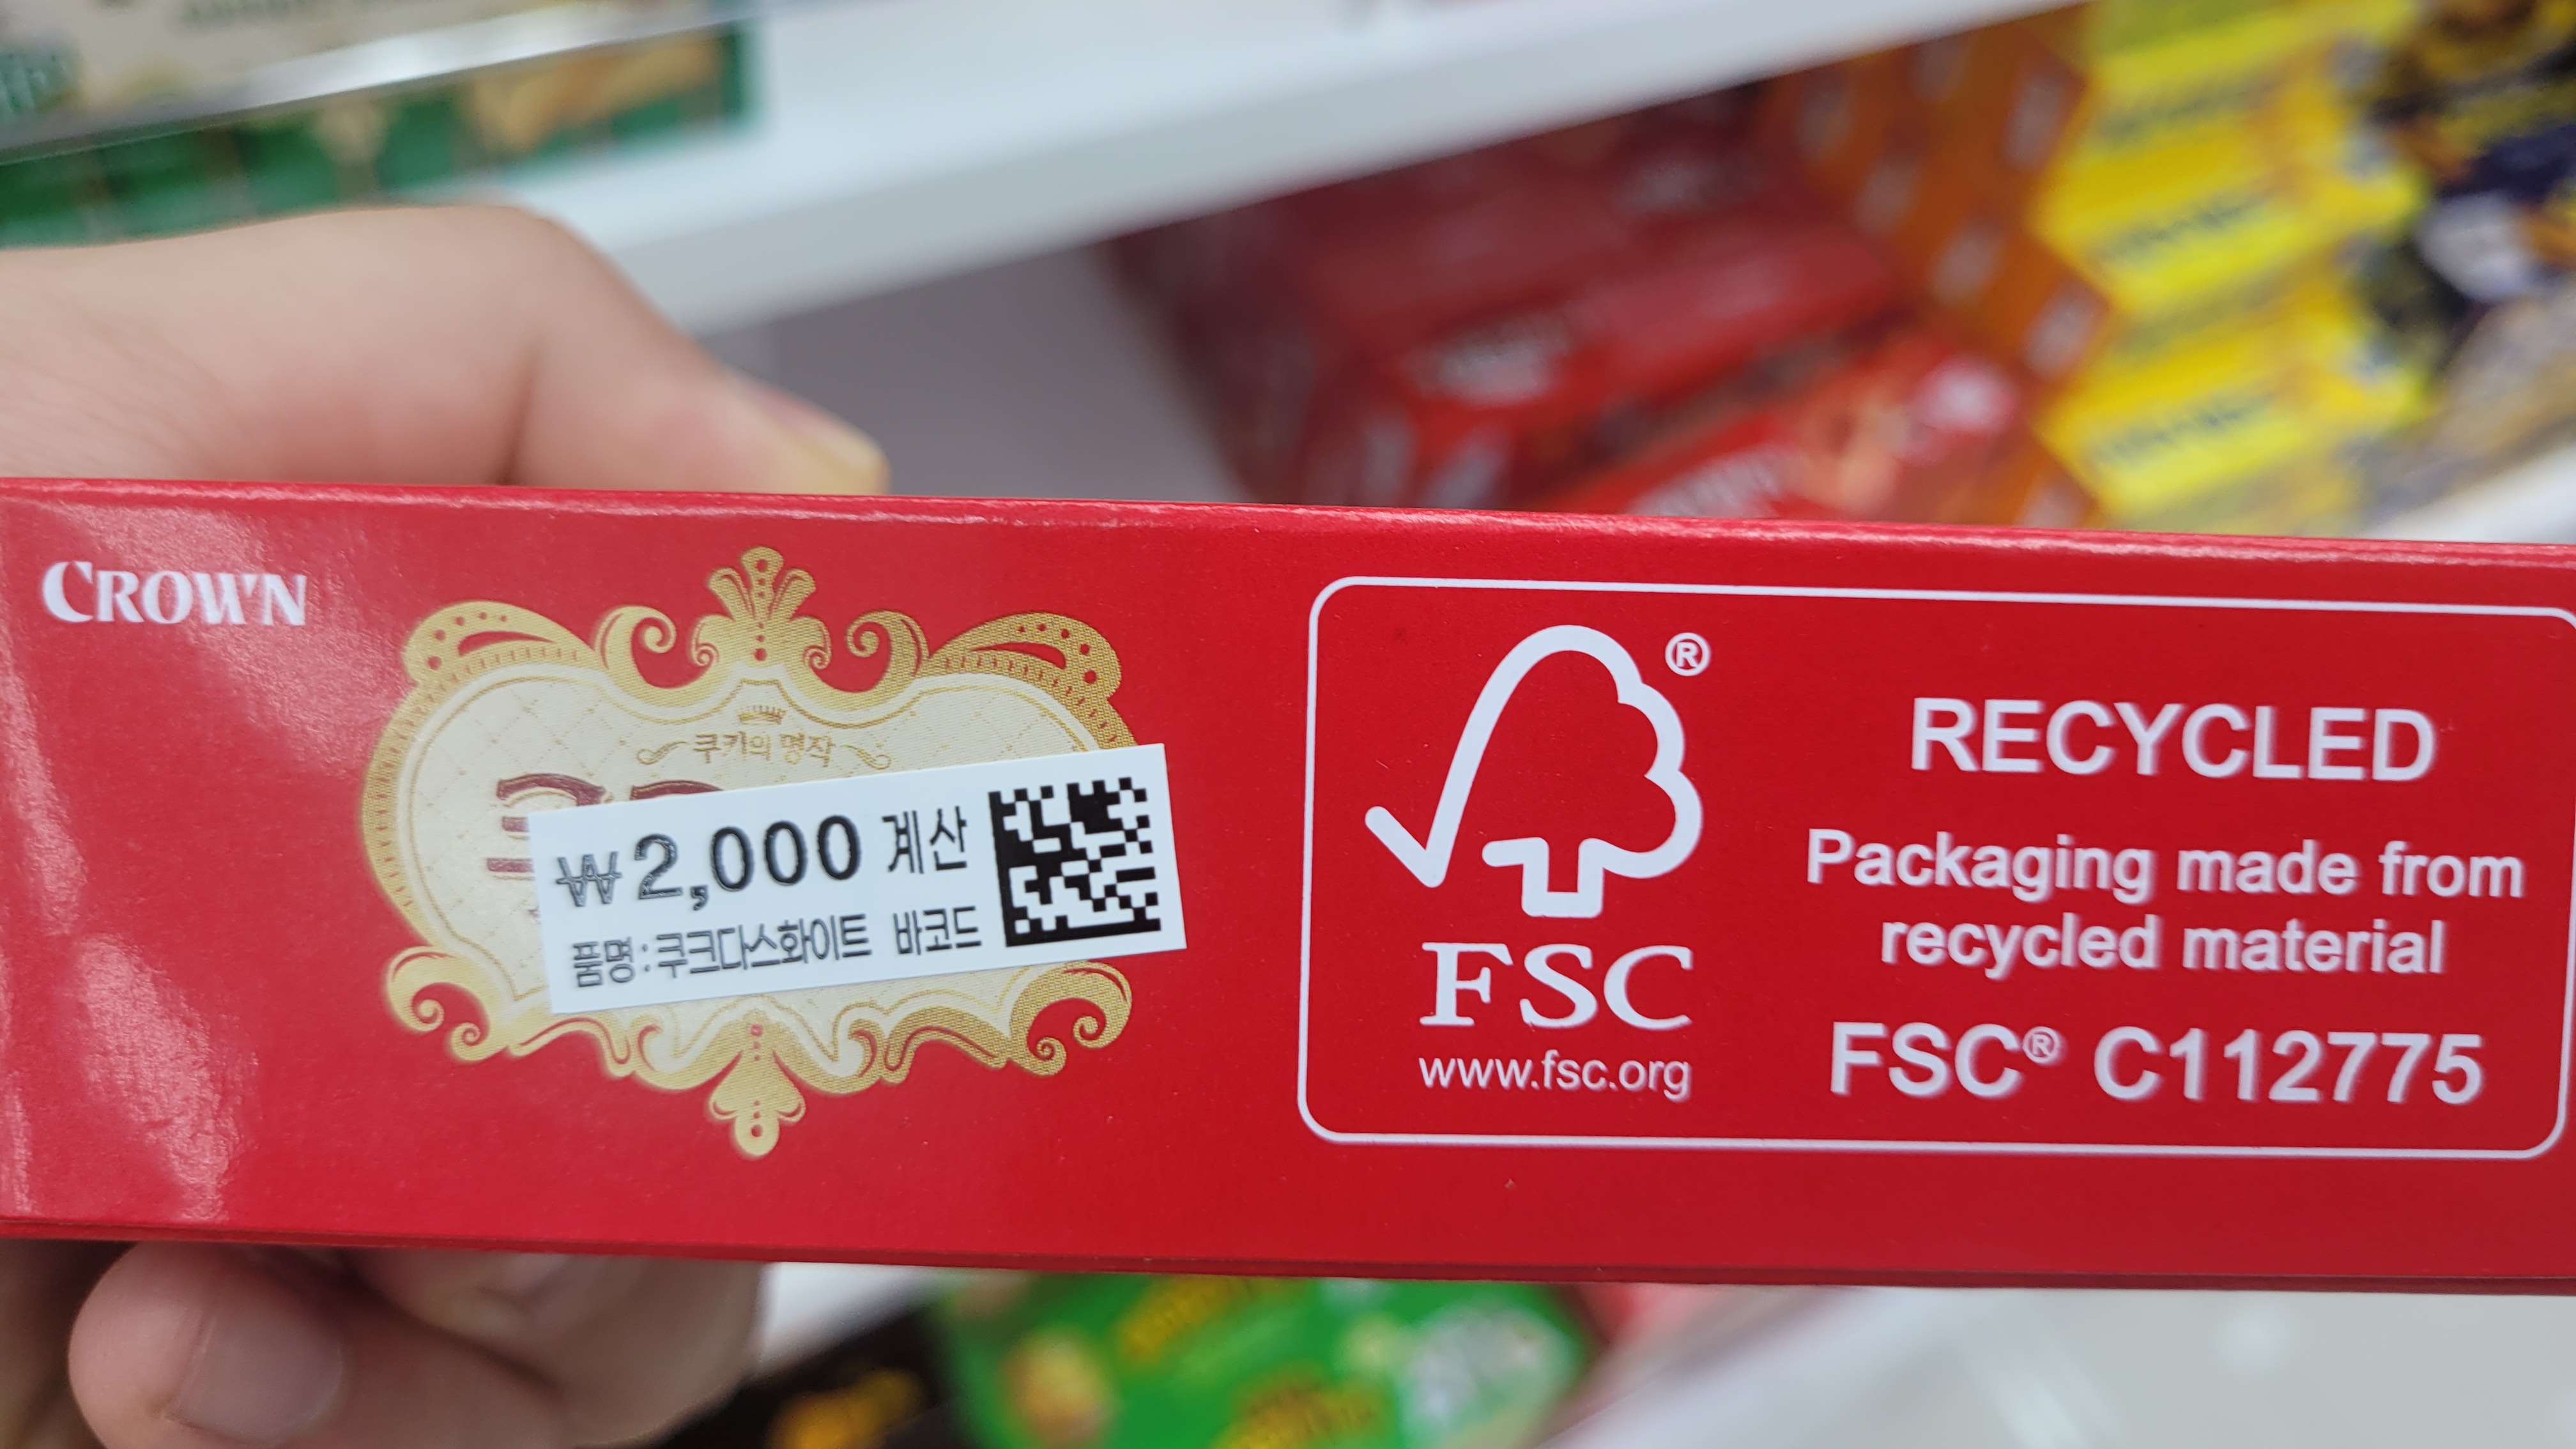 CROWN
쿠키의 명작
₩2,000 계산
품명:쿠크다스화이트 바코드
®
FSC
www.fsc.org
RECYCLED
Packaging made from
recycled material
FSC® C112775